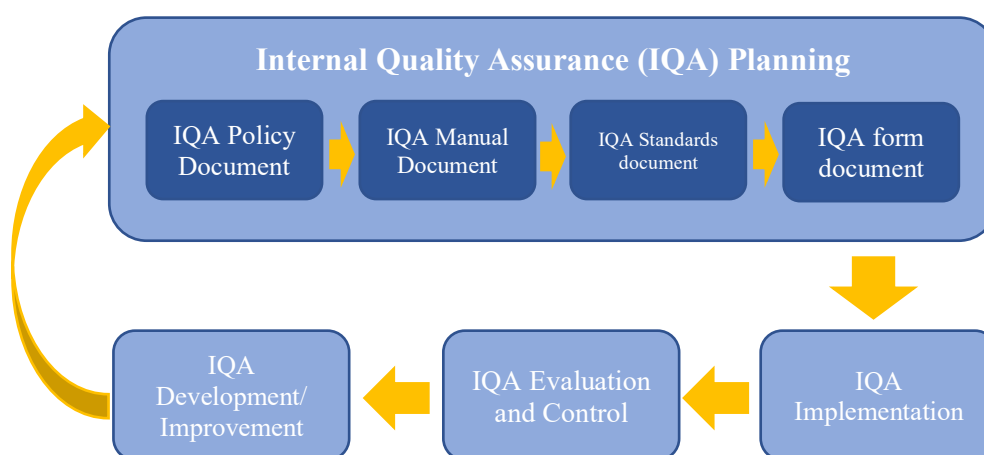 Internal Quality Assurance (IQA) Planning
IQA Policy
Document
IQA Manual
Document
IQA Standards
document
IQA form
document
IQA
Development/
Improvement
IQA Evaluation
and Control
IQA
Implementation